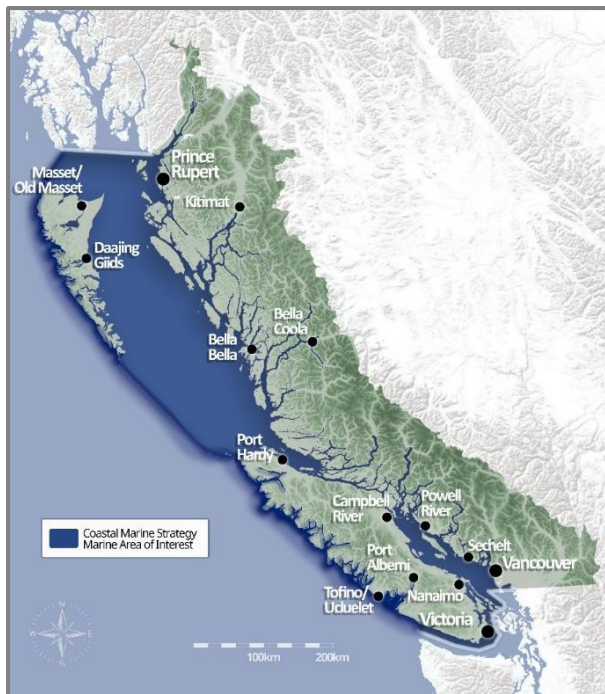 Prince
Rupert
Masset/
Old Masset
Kitimat
Daajing
Giids
Bella
Coola
Bella
Bella
Port
Hardy
Campbell
River
Powell
River
Coastal Marine Strategy
Marine Area of Interest
Port
Alberni
Sechelt
Vancouver
Nanaimo
Tofino/
Ucluelet
Victoria
N
W
E
S
100km
200km